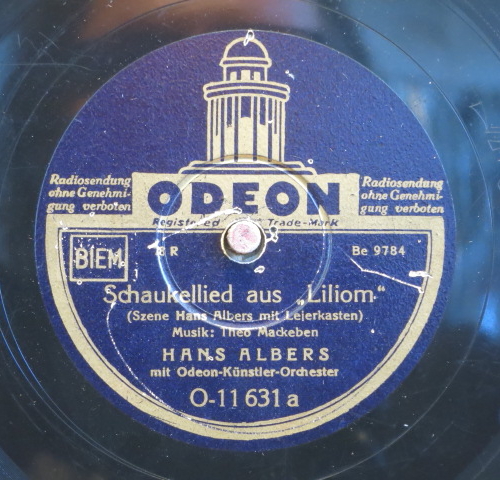 Radiosendung
ohne Genehmi-
gung verboten
Radiosendung
ohne Genehmi-
gung verboten
ODEON
Registered Trade-Mark
BIEM
R
Be 9784
Schaukellied aus „Liliom“
(Szene Hans Albers mit Leierkasten)
Musik: Theo Mackeben
HANS ALBERS
mit Odeon-Künstler-Orchester
O-11 631 a